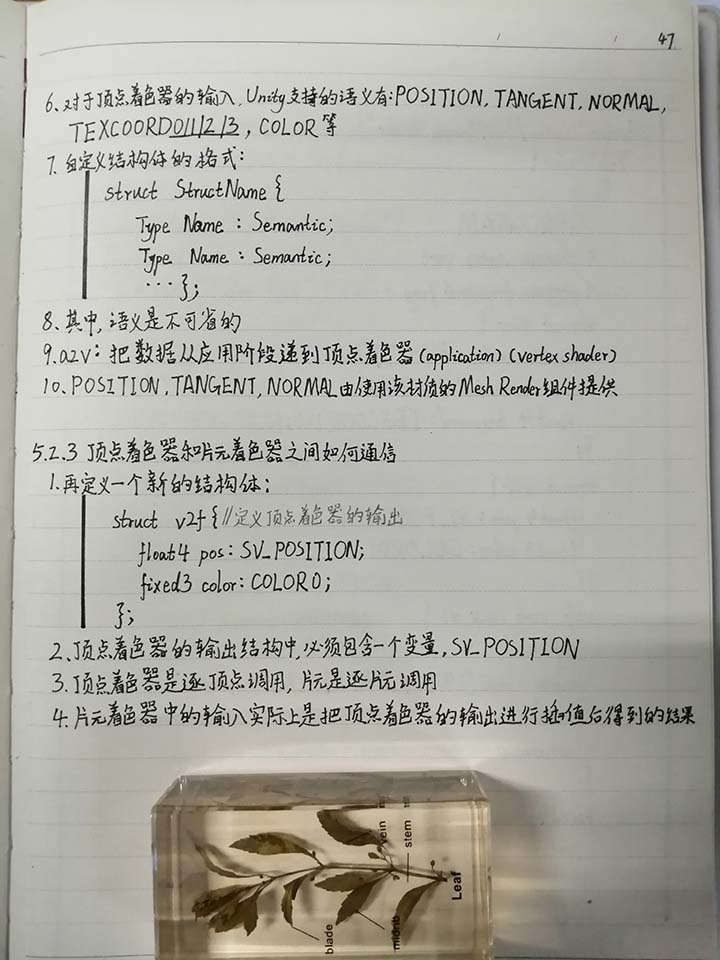 47
6、对于顶点着色器的输入,Unity支持的语义有:POSITION, TANGENT, NORMAL,
TEXCOORD0/1/2/3, COLOR等
7、自定义结构体的格式:
struct StructName {
Type Name : Semantic;
Type Name : Semantic;
... };
8、其中,语义是不可省的
9、a2v: 把数据从应用阶段递到顶点着色器(application)(vertex shader)
10、POSITION, TANGENT, NORMAL由使用该材质的Mesh Render组件提供
5.2.3 顶点着色器和片元着色器之间如何通信
1、再定义一个新的结构体:
struct v2f { //定义顶点着色器的输出
float4 pos: SV_POSITION;
fixed3 color: COLOR0;
};
2、顶点着色器的输出结构中,必须包含一个变量,SV_POSITION
3、顶点着色器是逐顶点调用,片元是逐片元调用
4、片元着色器中的输入实际上是把顶点着色器的输出进行插值后得到的结果
vein
stem
Leaf
midrib
blade